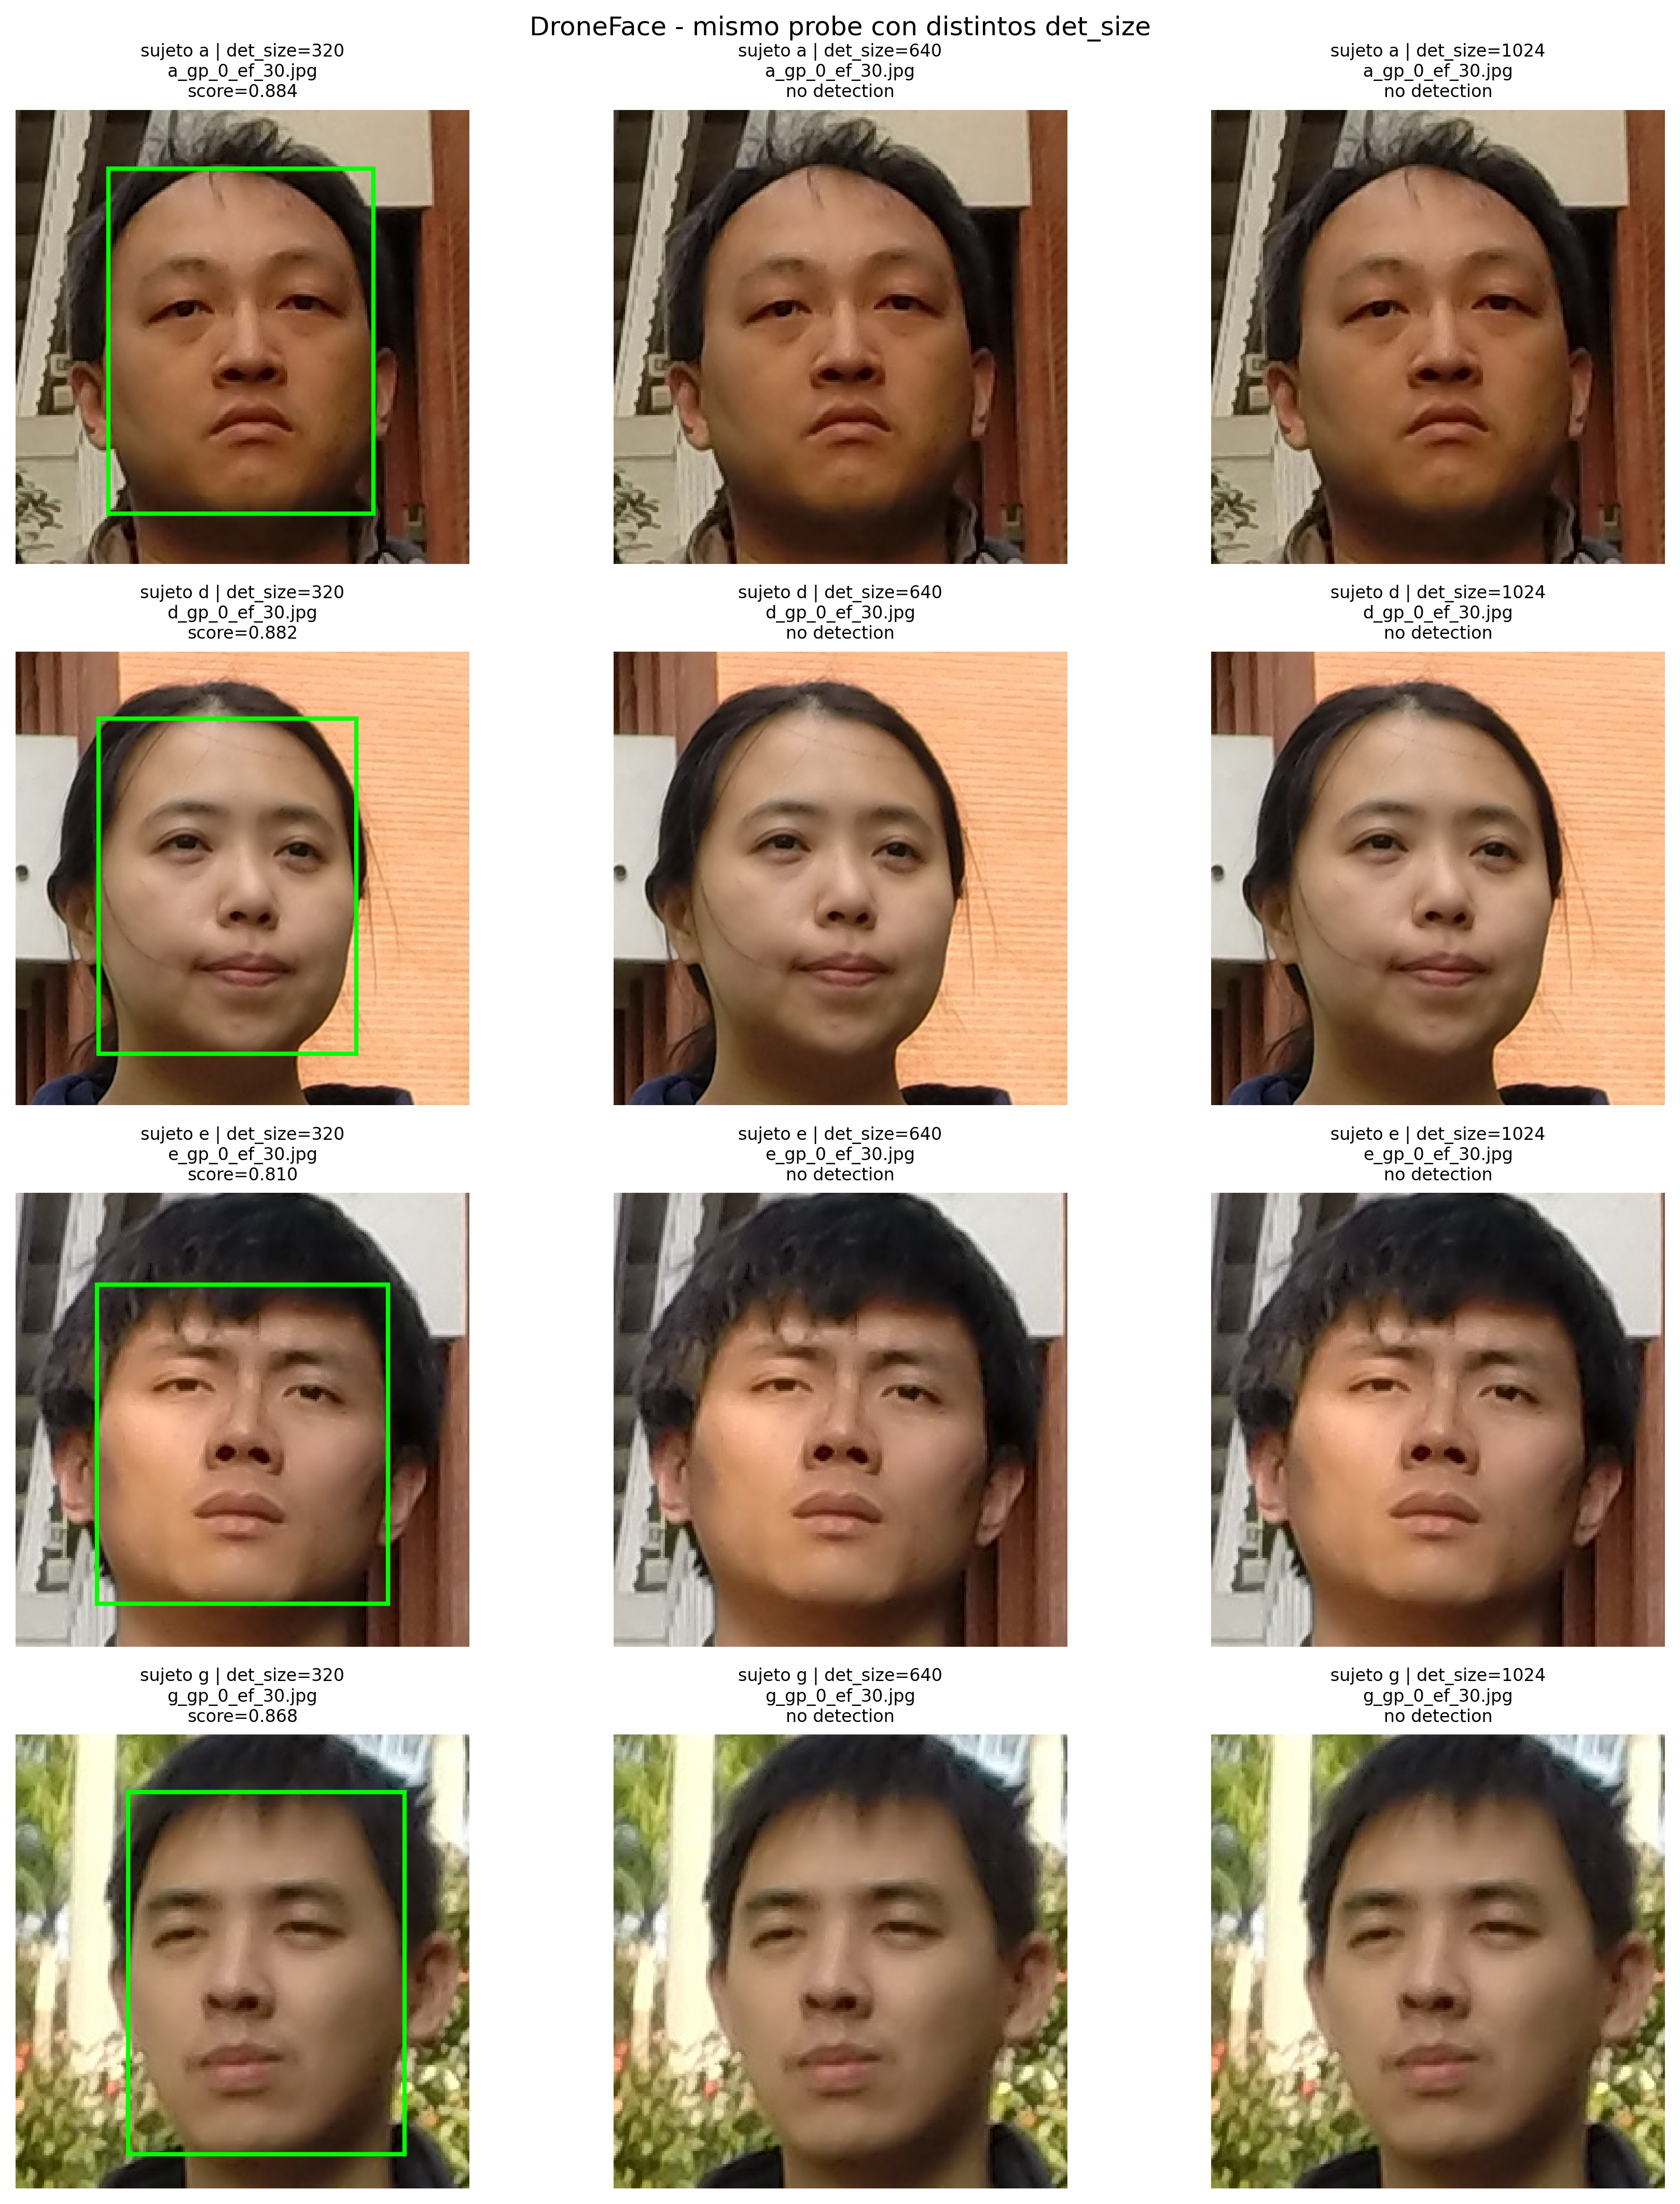 DroneFace - mismo probe con distintos det_size
sujeto a | det_size=320
a_gp_0_ef_30.jpg
score=0.884
sujeto a | det_size=640
a_gp_0_ef_30.jpg
no detection
sujeto a | det_size=1024
a_gp_0_ef_30.jpg
no detection
sujeto d | det_size=320
d_gp_0_ef_30.jpg
score=0.882
sujeto d | det_size=640
d_gp_0_ef_30.jpg
no detection
sujeto d | det_size=1024
d_gp_0_ef_30.jpg
no detection
sujeto e | det_size=320
e_gp_0_ef_30.jpg
score=0.810
sujeto e | det_size=640
e_gp_0_ef_30.jpg
no detection
sujeto e | det_size=1024
e_gp_0_ef_30.jpg
no detection
sujeto g | det_size=320
g_gp_0_ef_30.jpg
score=0.868
sujeto g | det_size=640
g_gp_0_ef_30.jpg
no detection
sujeto g | det_size=1024
g_gp_0_ef_30.jpg
no detection